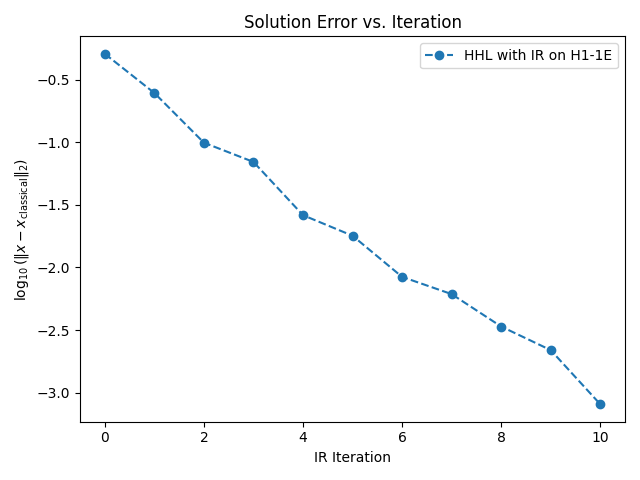 Solution Error vs. Iteration
HHL with IR on H1-1E
log₁₀(‖x − x_classical‖₂)
−0.5
−1.0
−1.5
−2.0
−2.5
−3.0
0 2 4 6 8 10
IR Iteration